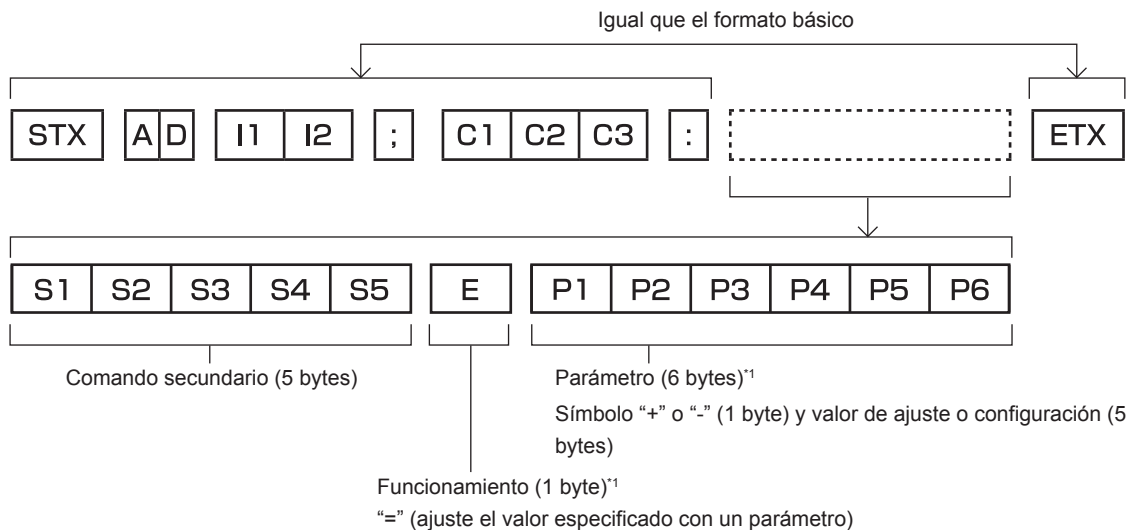 Igual que el formato básico
STX A D I1 I2 ; C1 C2 C3 : ETX
S1 S2 S3 S4 S5 E P1 P2 P3 P4 P5 P6
Comando secundario (5 bytes)
Parámetro (6 bytes)*1
Símbolo “+” o “-” (1 byte) y valor de ajuste o configuración (5
bytes)
Funcionamiento (1 byte)*1
“=” (ajuste el valor especificado con un parámetro)